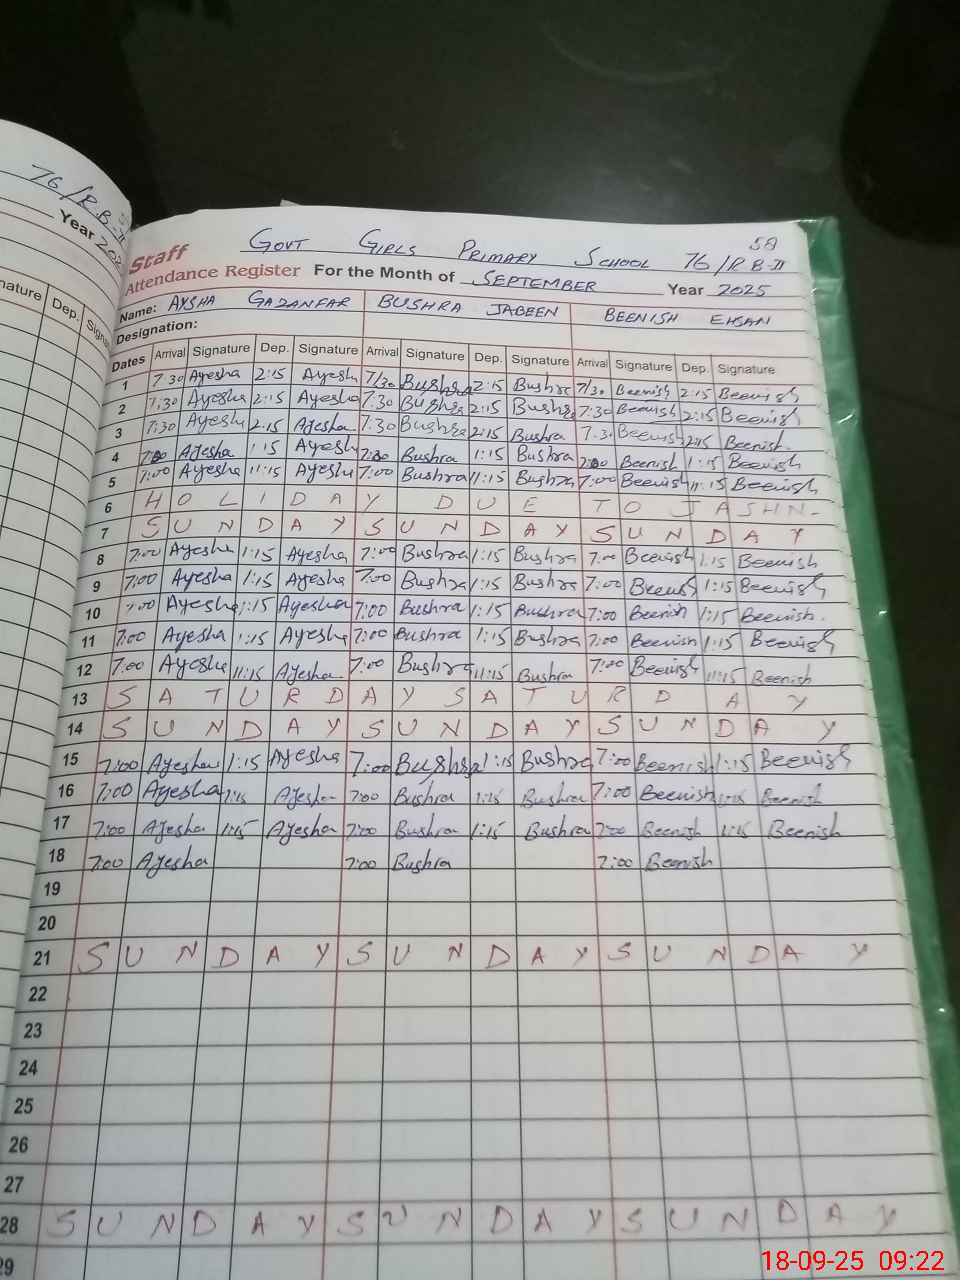 76/R.B-II
Year 202
nature Dep. Sign
58
GOVT GIRLS PRIMARY SCHOOL 76/R.B-II
Staff
Attendance Register For the Month of SEPTEMBER Year 2025
Name: AYSHA GAZANFAR BUSHRA JABEEN BEENISH EHSAN
Designation:
Dates Arrival Signature Dep. Signature Arrival Signature Dep. Signature Arrival Signature Dep. Signature
1 7:30 Ayesha 2:15 Ayesha 7:30 Bushra 2:15 Bushra 7:30 Beenish 2:15 Beenish
2 7:30 Ayesha 2:15 Ayesha 7:30 Bushra 2:15 Bushra 7:30 Beenish 2:15 Beenish
3 7:30 Ayesha 2:15 Ayesha 7:30 Bushra 2:15 Bushra 7:30 Beenish 2:15 Beenish
4 7:00 Ayesha 1:15 Ayesha 7:00 Bushra 1:15 Bushra 7:00 Beenish 1:15 Beenish
5 7:00 Ayesha 11:15 Ayesha 7:00 Bushra 11:15 Bushra 7:00 Beenish 11:15 Beenish
6 HOLIDAY DUE TO JASHN-
7 SUNDAY SUNDAY SUNDAY
8 7:00 Ayesha 1:15 Ayesha 7:00 Bushra 1:15 Bushra 7:00 Beenish 1:15 Beenish
9 7:00 Ayesha 1:15 Ayesha 7:00 Bushra 1:15 Bushra 7:00 Beenish 1:15 Beenish
10 7:00 Ayesha 1:15 Ayesha 7:00 Bushra 1:15 Bushra 7:00 Beenish 1:15 Beenish.
11 7:00 Ayesha 1:15 Ayesha 7:00 Bushra 1:15 Bushra 7:00 Beenish 1:15 Beenish
12 7:00 Ayesha 11:15 Ayesha 7:00 Bushra 11:15 Bushra 7:00 Beenish 11:15 Beenish
13 SATURDAY SATURDAY
14 SUNDAY SUNDAY SUNDAY
15 7:00 Ayesha 1:15 Ayesha 7:00 Bushra 1:15 Bushra 7:00 Beenish 1:15 Beenish
16 7:00 Ayesha 1:15 Ayesha 7:00 Bushra 1:15 Bushra 7:00 Beenish 1:15 Beenish
17 7:00 Ayesha 1:15 Ayesha 7:00 Bushra 1:15 Bushra 7:00 Beenish 1:15 Beenish
18 7:00 Ayesha 7:00 Bushra 7:00 Beenish
19
20
21 SUNDAY SUNDAY SUNDAY
22
23
24
25
26
27
28 SUNDAY SUNDAY SUNDAY
29
18-09-25 09:22